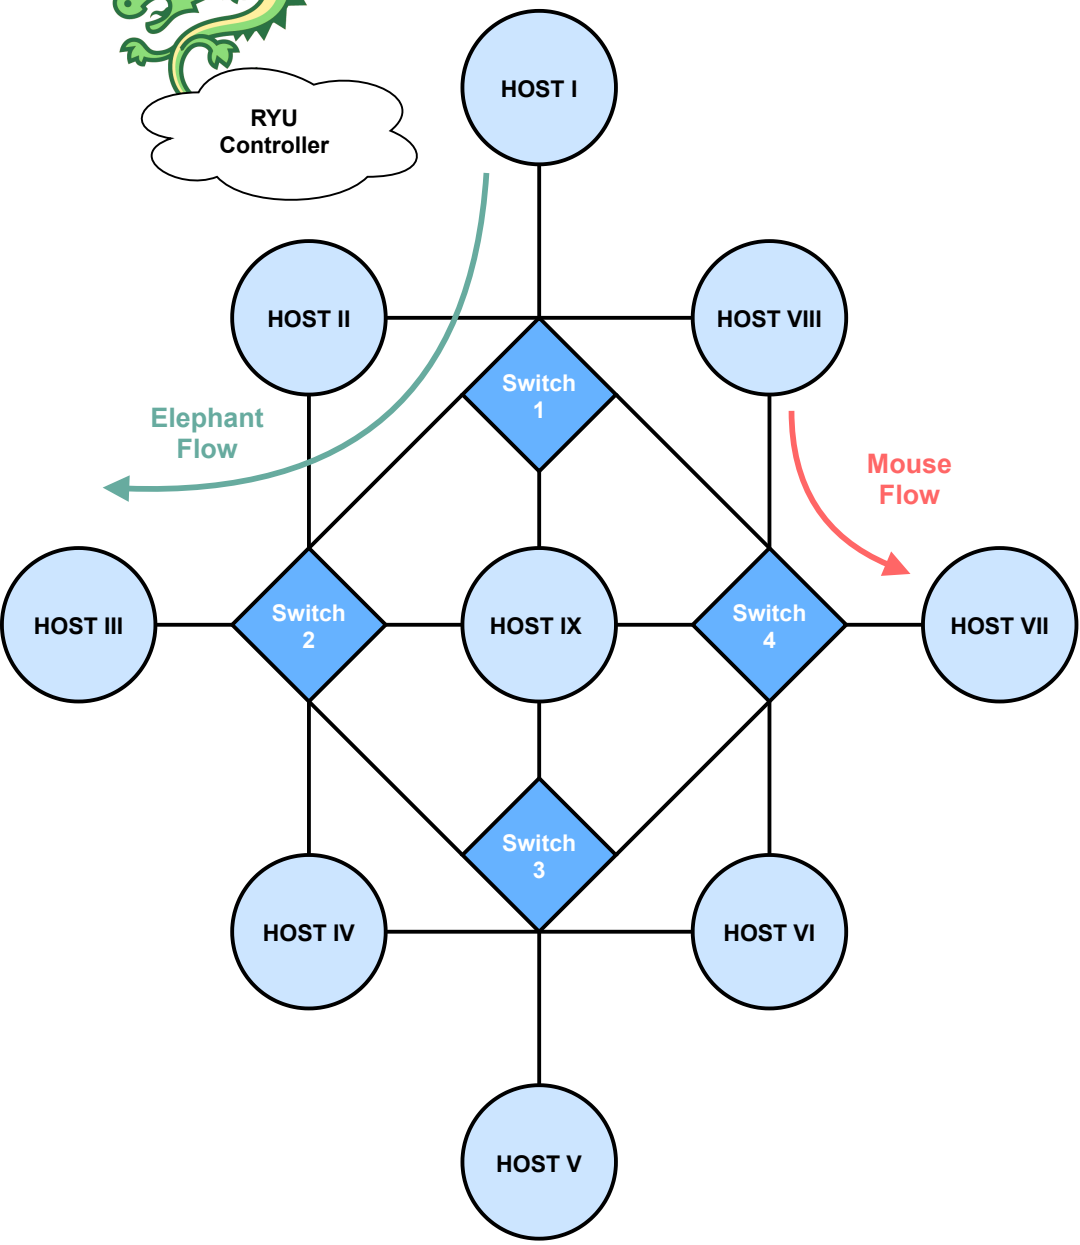 HOST I
RYU
Controller
HOST II
HOST VIII
Switch
1
Elephant
Flow
Mouse
Flow
HOST III
Switch
2
HOST IX
Switch
4
HOST VII
Switch
3
HOST IV
HOST VI
HOST V